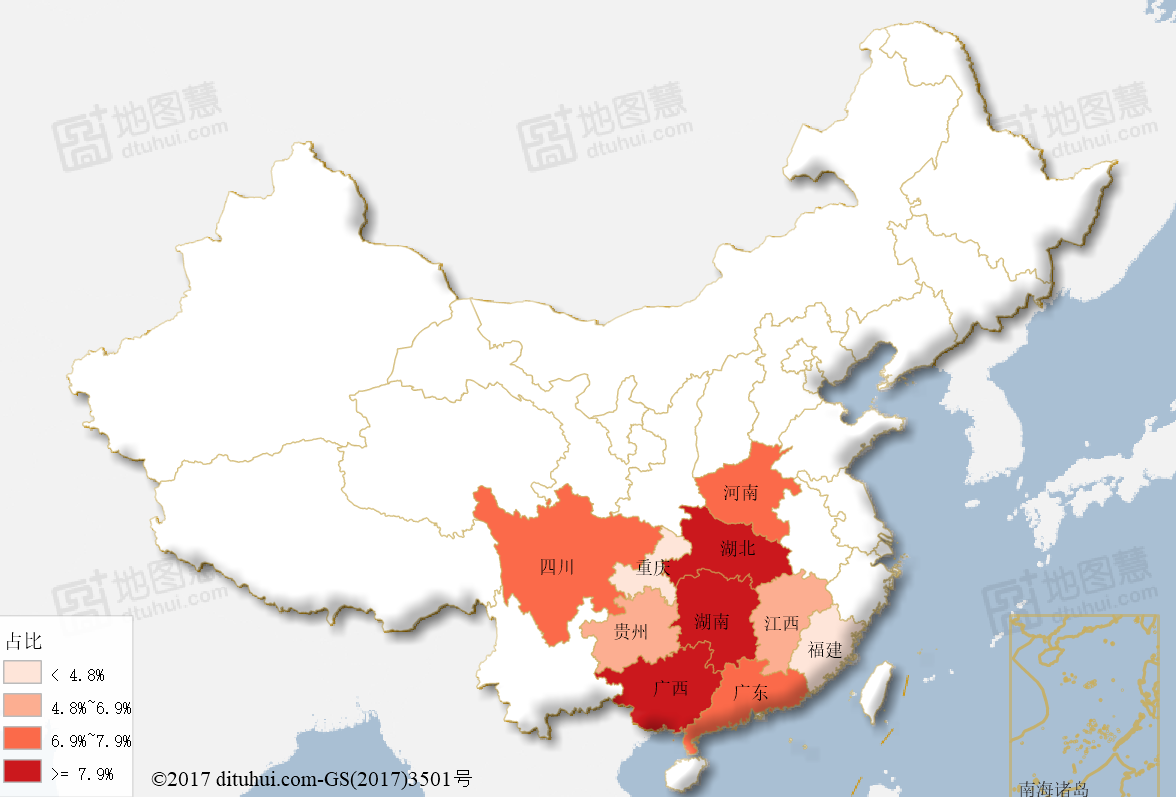 地图慧
dtuhui.com
地图慧
dtuhui.com
地图慧
dtuhui.com
河南
湖北
四川
重庆
地图慧
dtuhui.com
地图慧
dtuhui.com
湖南
江西
贵州
福建
广西
广东
占比
< 4.8%
4.8%~6.9%
6.9%~7.9%
>= 7.9%
©2017 dituhui.com-GS(2017)3501号
南海诸岛